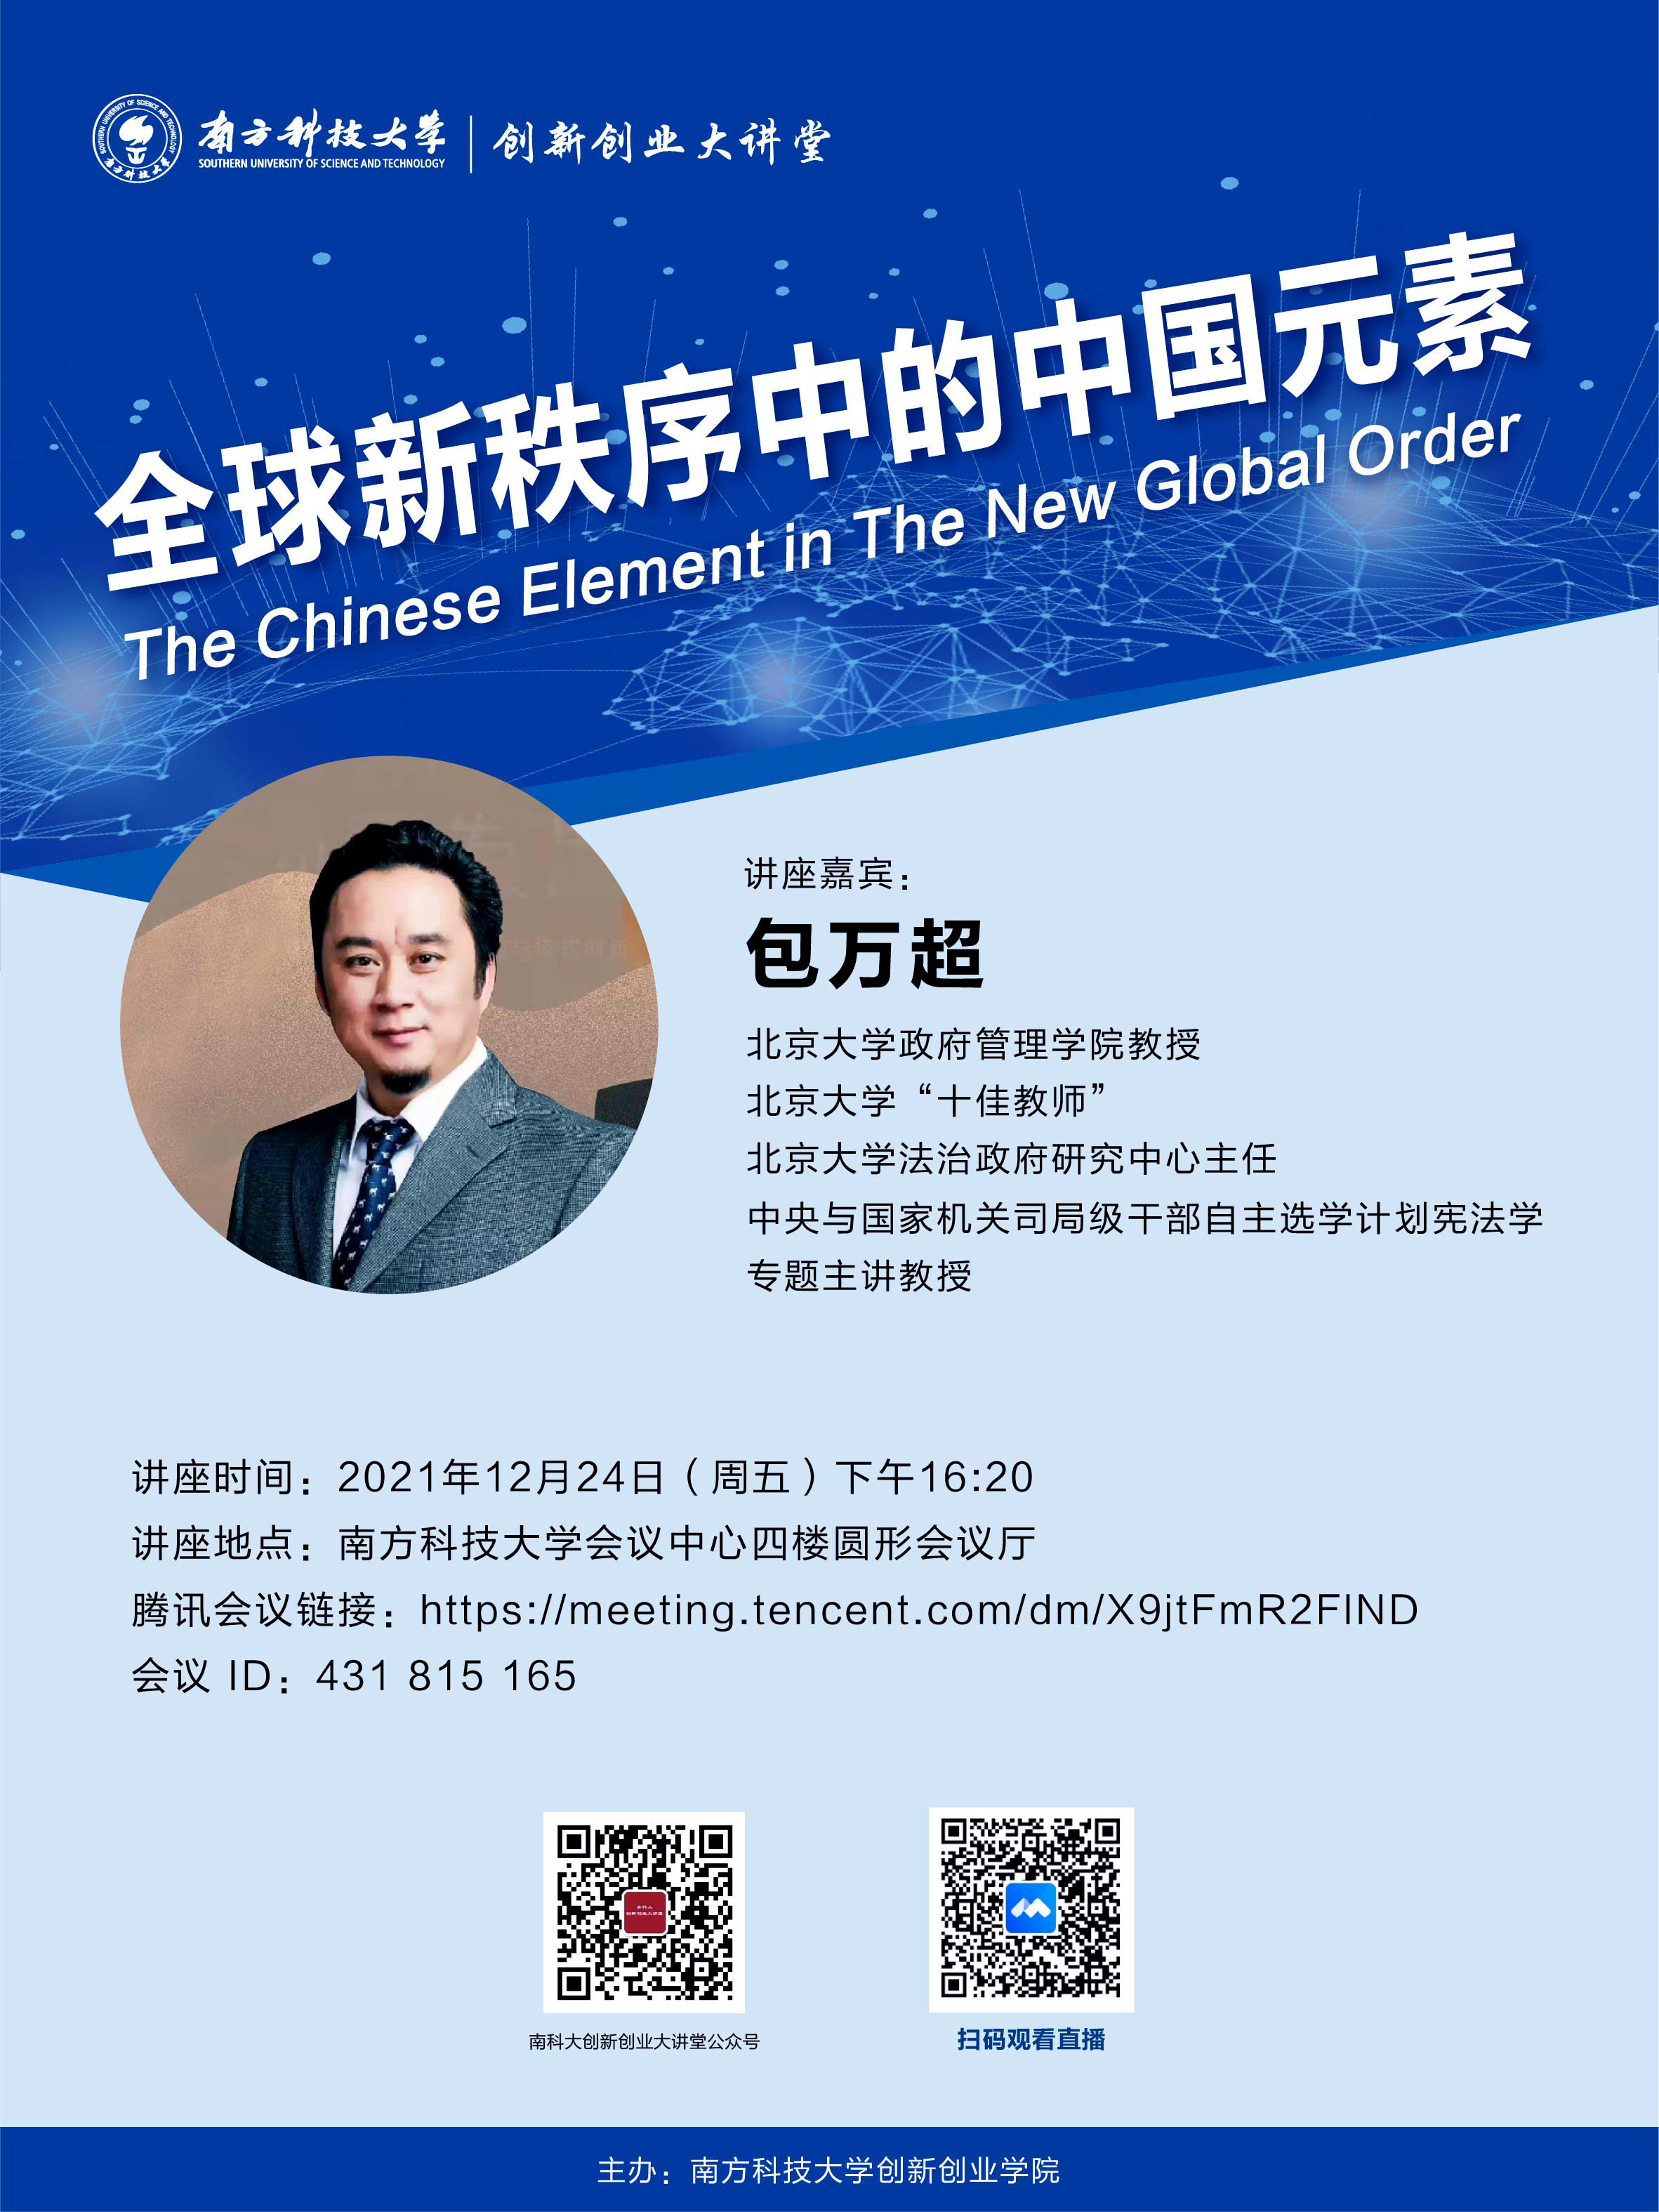 南方科技大学
SOUTHERN UNIVERSITY OF SCIENCE AND TECHNOLOGY
创新创业大讲堂
全球新秩序中的中国元素
The Chinese Element in The New Global Order
讲座嘉宾：
包万超
北京大学政府管理学院教授
北京大学“十佳教师”
北京大学法治政府研究中心主任
中央与国家机关司局级干部自主选学计划宪法学
专题主讲教授
讲座时间：2021年12月24日（周五）下午16:20
讲座地点：南方科技大学会议中心四楼圆形会议厅
腾讯会议链接：https://meeting.tencent.com/dm/X9jtFmR2FIND
会议 ID：431 815 165
南科大创新创业大讲堂公众号
扫码观看直播
主办：南方科技大学创新创业学院